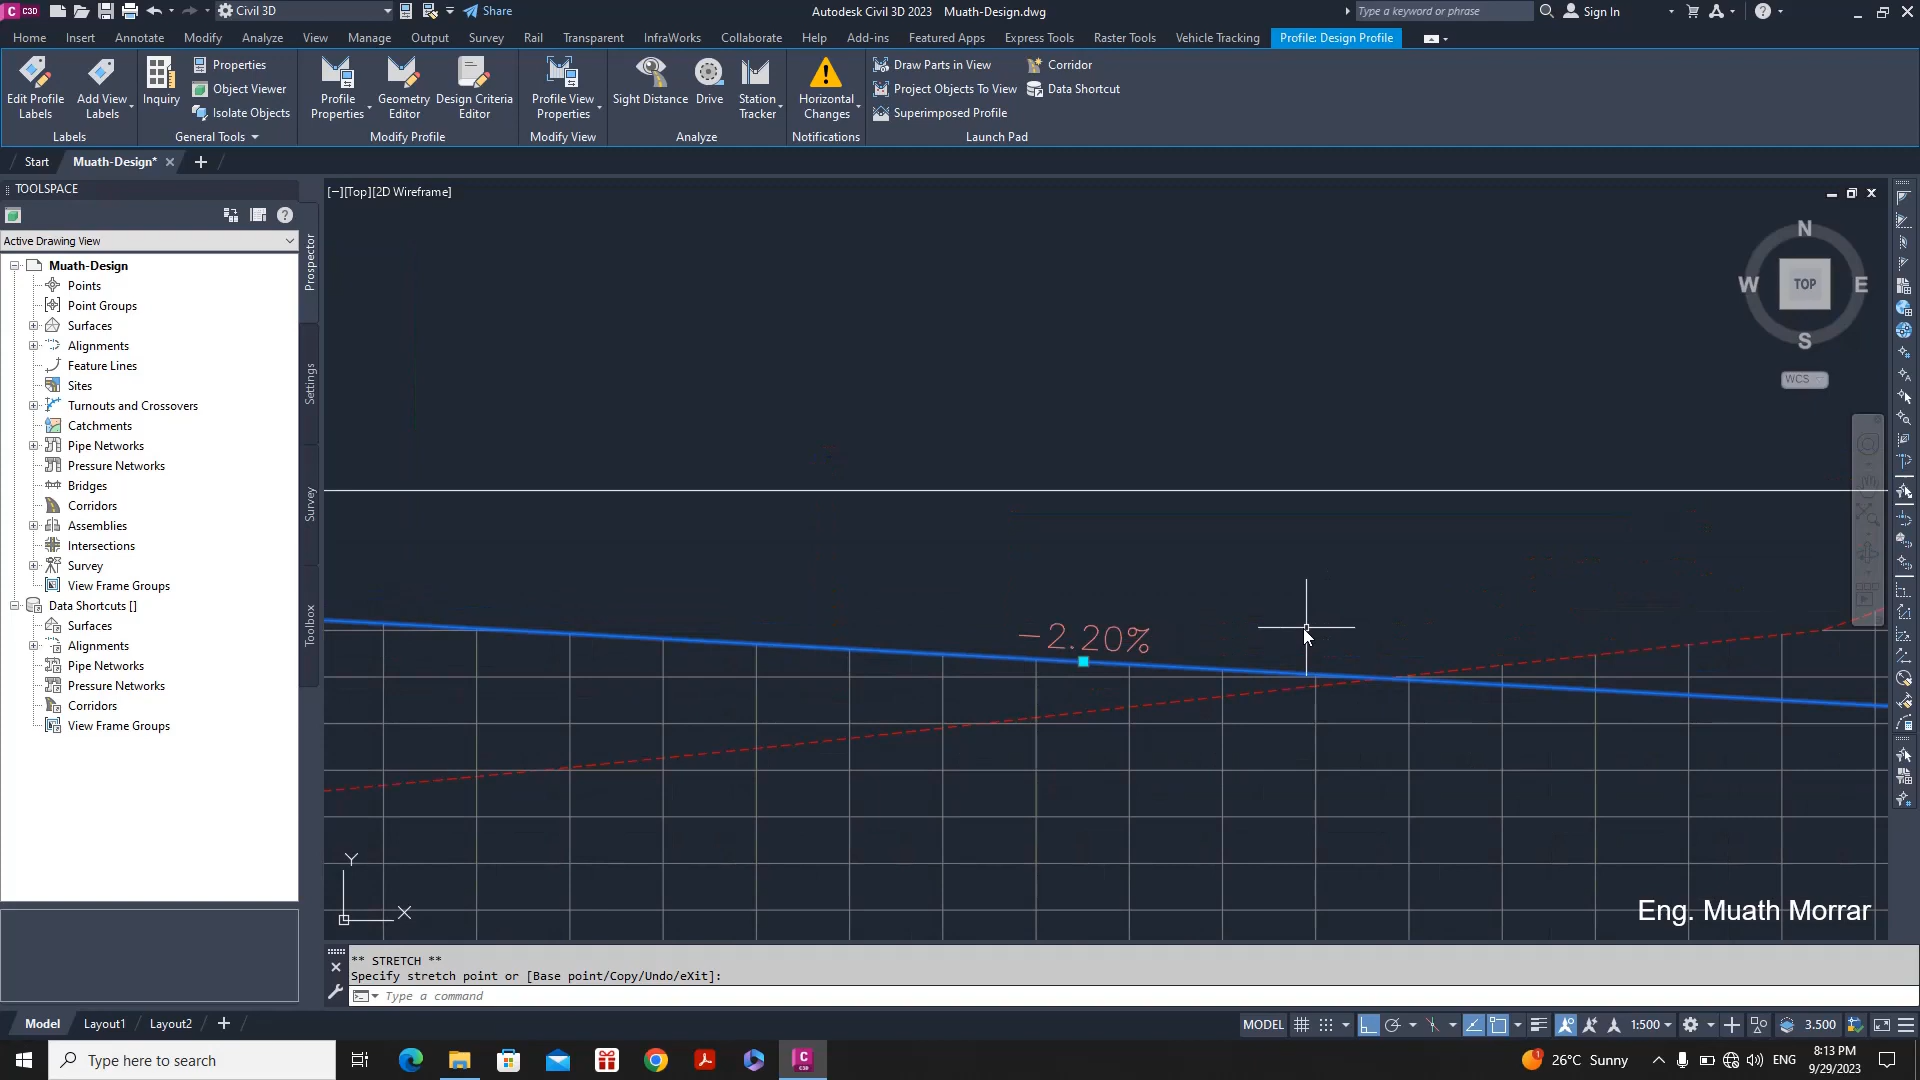 C3D Civil 3D Share Autodesk Civil 3D 2023 Muath-Design.dwg Type a keyword or phrase Sign In
Home Insert Annotate Modify Analyze View Manage Output Survey Rail Transparent InfraWorks Collaborate Help Add-ins Featured Apps Express Tools Raster Tools Vehicle Tracking Profile: Design Profile
Edit Profile Labels
Add View Labels
Labels
Inquiry
Properties
Object Viewer
Isolate Objects
General Tools
Profile Properties
Geometry Editor
Design Criteria Editor
Modify Profile
Profile View Properties
Modify View
Sight Distance
Drive
Station Tracker
Analyze
Horizontal Changes
Notifications
Draw Parts in View
Project Objects To View
Superimposed Profile
Corridor
Data Shortcut
Launch Pad
Start Muath-Design*
TOOLSPACE
Active Drawing View
Muath-Design
Points
Point Groups
Surfaces
Alignments
Feature Lines
Sites
Turnouts and Crossovers
Catchments
Pipe Networks
Pressure Networks
Bridges
Corridors
Assemblies
Intersections
Survey
View Frame Groups
Data Shortcuts []
Surfaces
Alignments
Pipe Networks
Pressure Networks
Corridors
View Frame Groups
Prospector
Settings
Survey
Toolbox
[−][Top][2D Wireframe]
N
W TOP E
S
WCS
−2.20%
Y
X
Eng. Muath Morrar
** STRETCH **
Specify stretch point or [Base point/Copy/Undo/eXit]:
Type a command
Model Layout1 Layout2 MODEL 1:500 3.500
Type here to search 26°C Sunny ENG 8:13 PM
9/29/2023